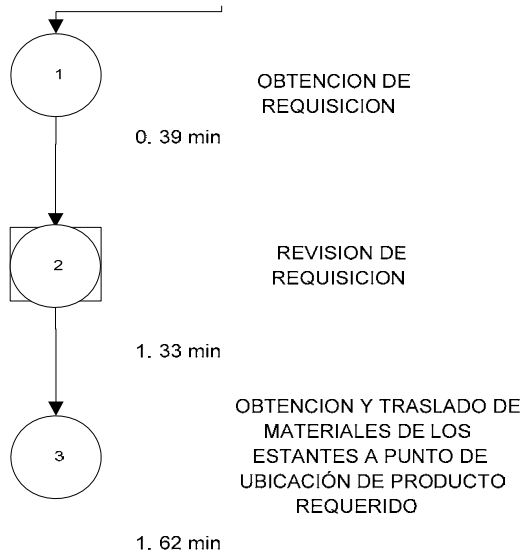 1
OBTENCION DE
REQUISICION
0. 39 min
2
REVISION DE
REQUISICION
1. 33 min
3
OBTENCION Y TRASLADO DE
MATERIALES DE LOS
ESTANTES A PUNTO DE
UBICACIÓN DE PRODUCTO
REQUERIDO
1. 62 min